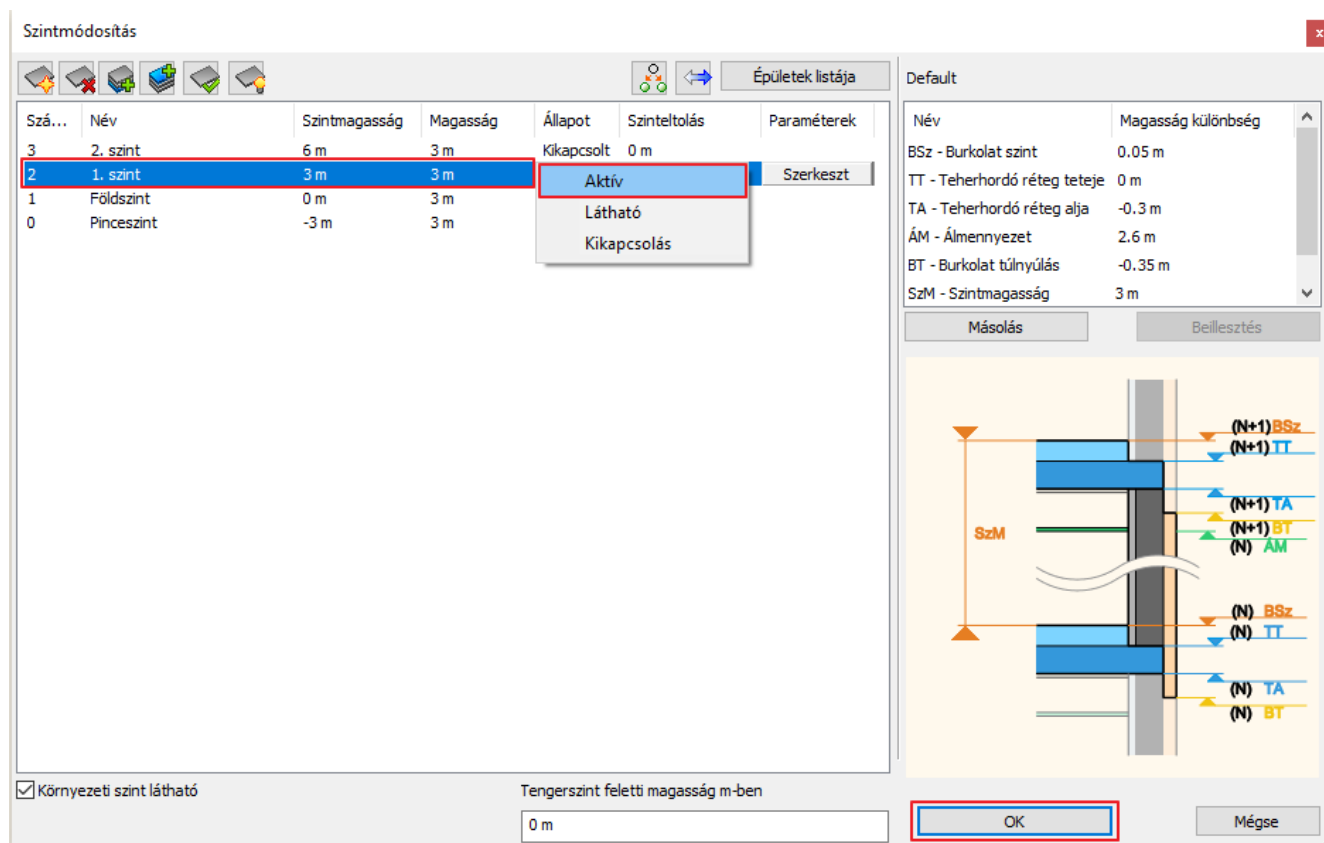 Szintmódosítás
x
Épületek listája
Default
Szá... Név Szintmagasság Magasság Állapot Szinteltolás Paraméterek
3 2. szint 6 m 3 m Kikapcsolt 0 m
2 1. szint 3 m 3 m Szerkeszt
1 Földszint 0 m 3 m
0 Pinceszint -3 m 3 m
Aktív
Látható
Kikapcsolás
Név Magasság különbség
BSz - Burkolat szint 0.05 m
TT - Teherhordó réteg teteje 0 m
TA - Teherhordó réteg alja -0.3 m
ÁM - Álmennyezet 2.6 m
BT - Burkolat túlnyúlás -0.35 m
SzM - Szintmagasság 3 m
Másolás Beillesztés
(N+1) BSz
(N+1) TT
(N+1) TA
(N+1) BT
(N) ÁM
SzM
(N) BSz
(N) TT
(N) TA
(N) BT
Környezeti szint látható
Tengerszint feletti magasság m-ben
0 m
OK Mégse